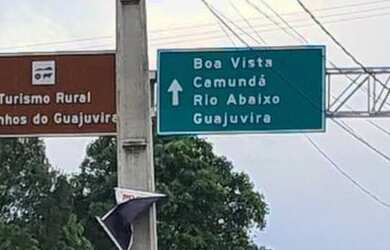 Turismo Rural
nhos do Guajuvira
Boa Vista
Camundá
Rio Abaixo
Guajuvira